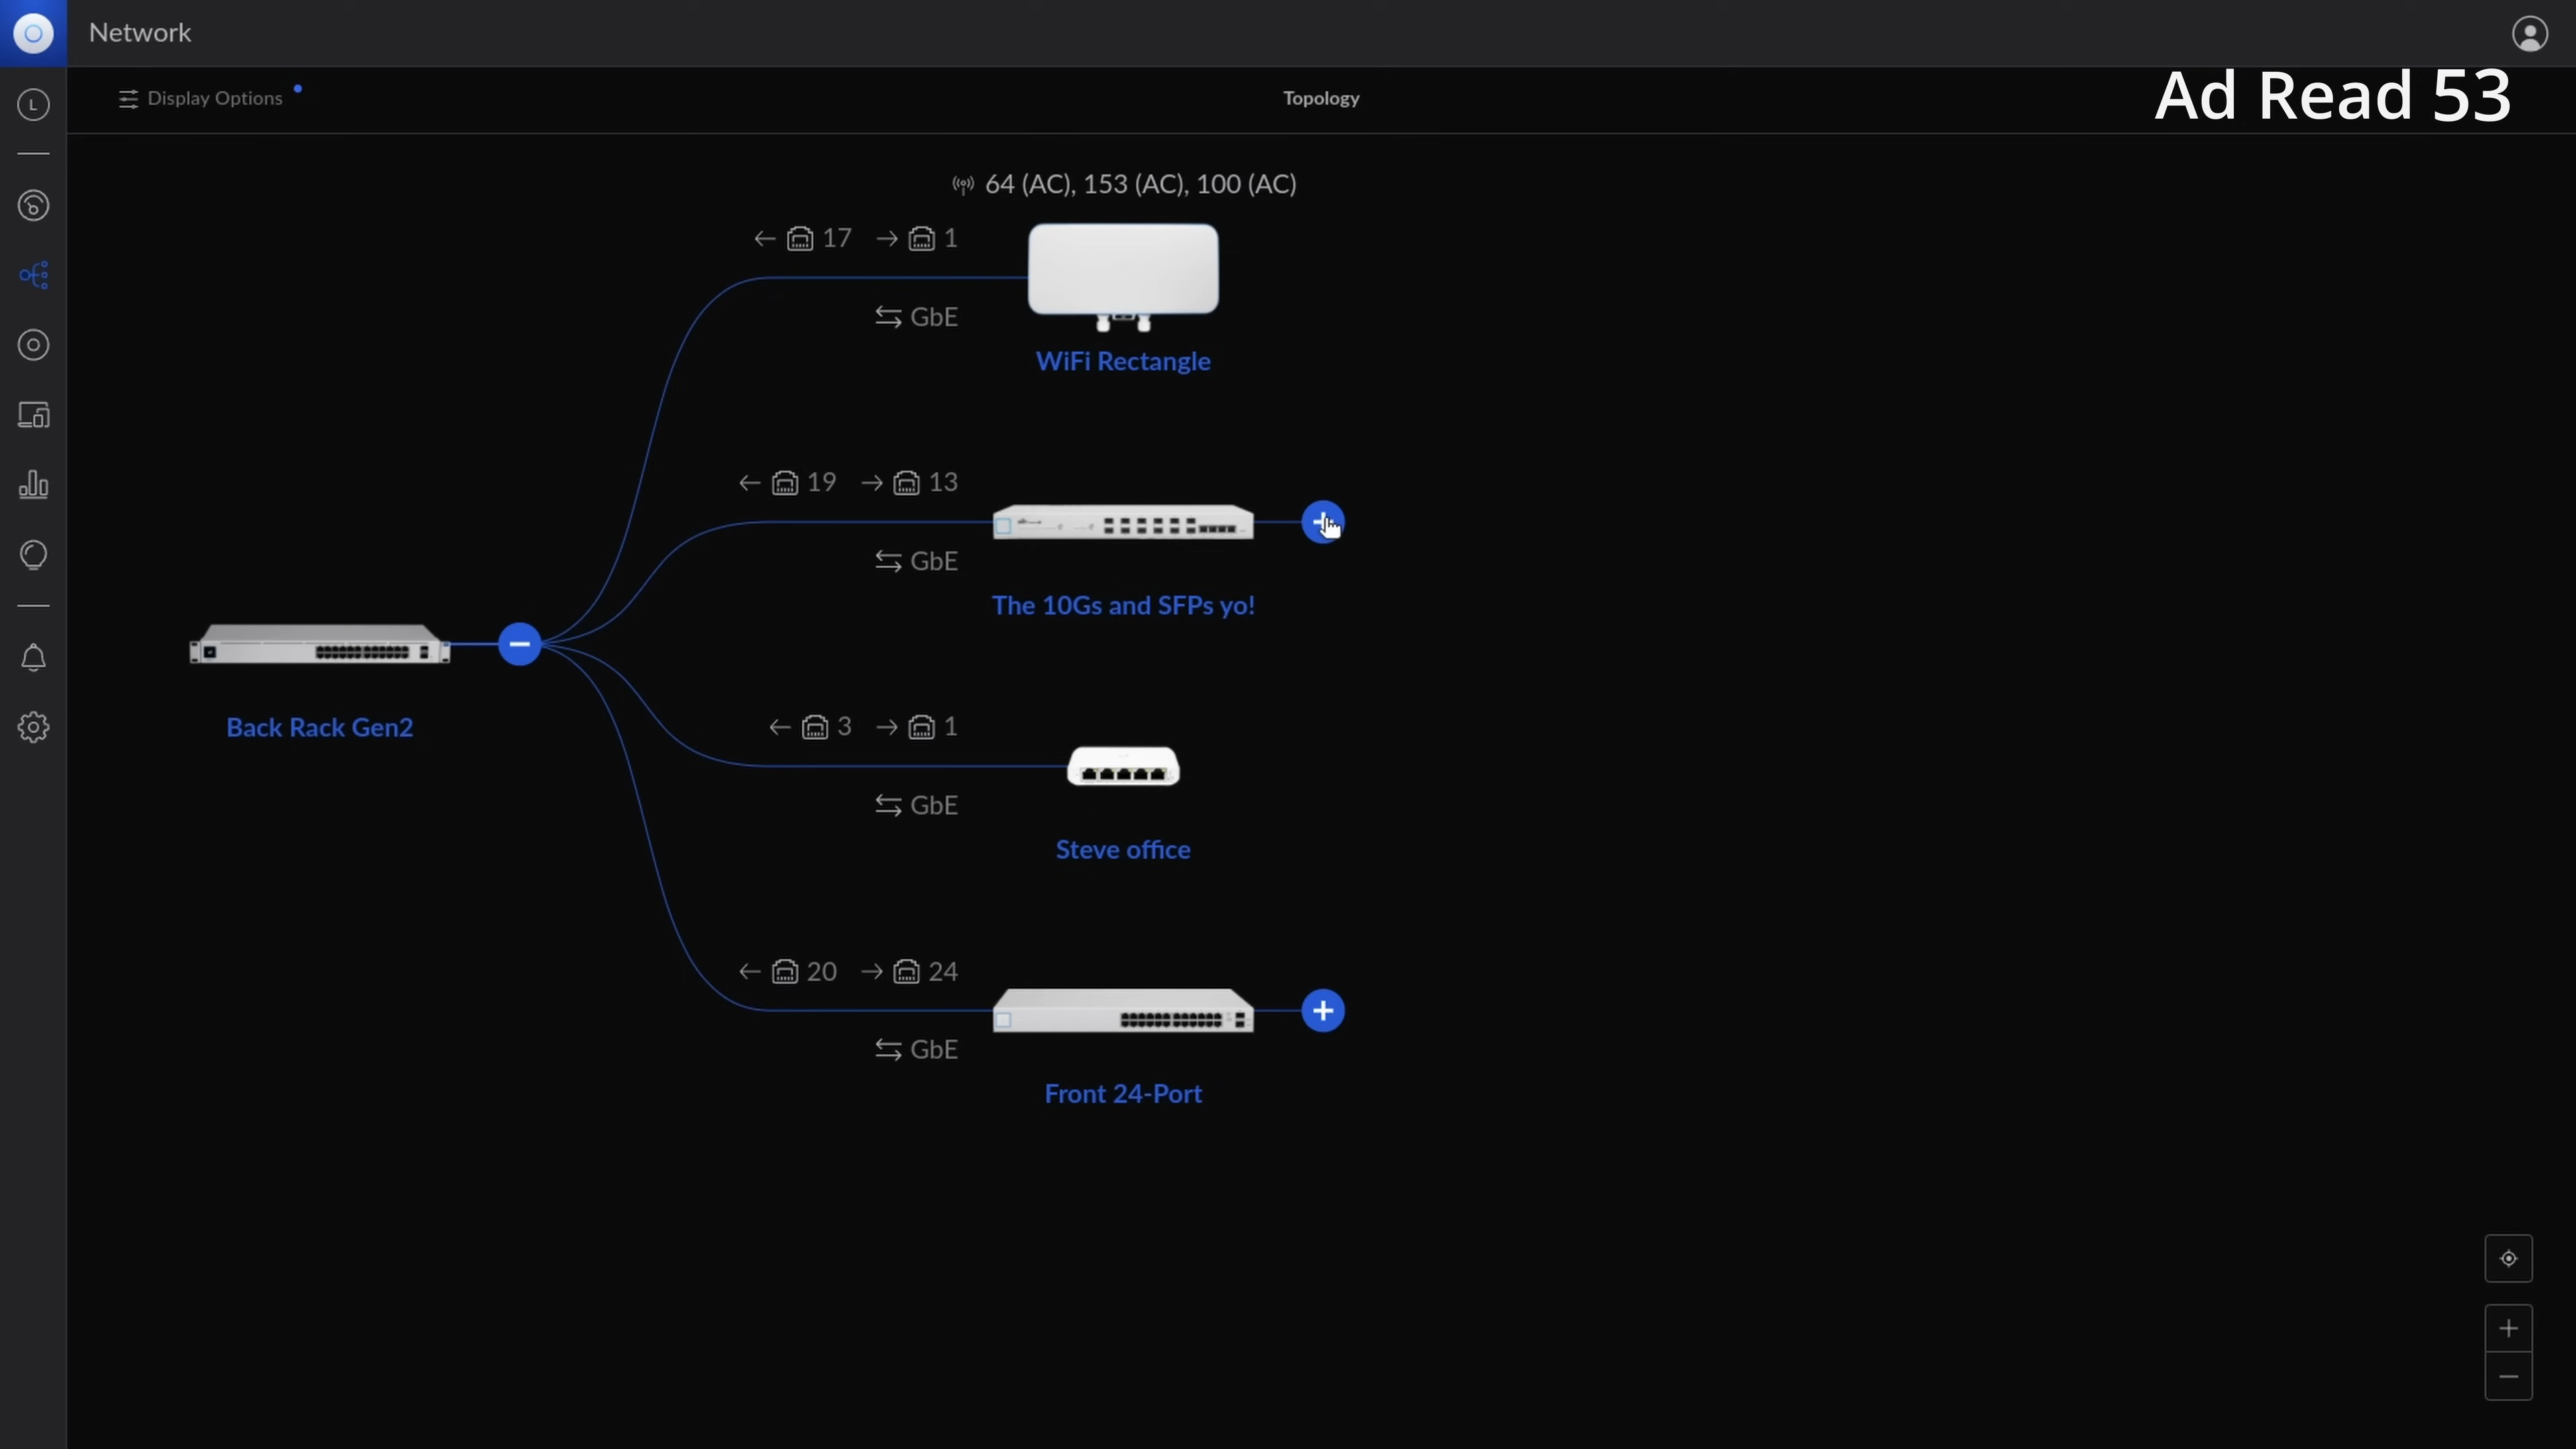 Network
L
Display Options
Topology
Ad Read 53
64 (AC), 153 (AC), 100 (AC)
17 1
GbE
WiFi Rectangle
19 13
GbE
The 10Gs and SFPs yo!
Back Rack Gen2
3 1
GbE
Steve office
20 24
GbE
Front 24-Port